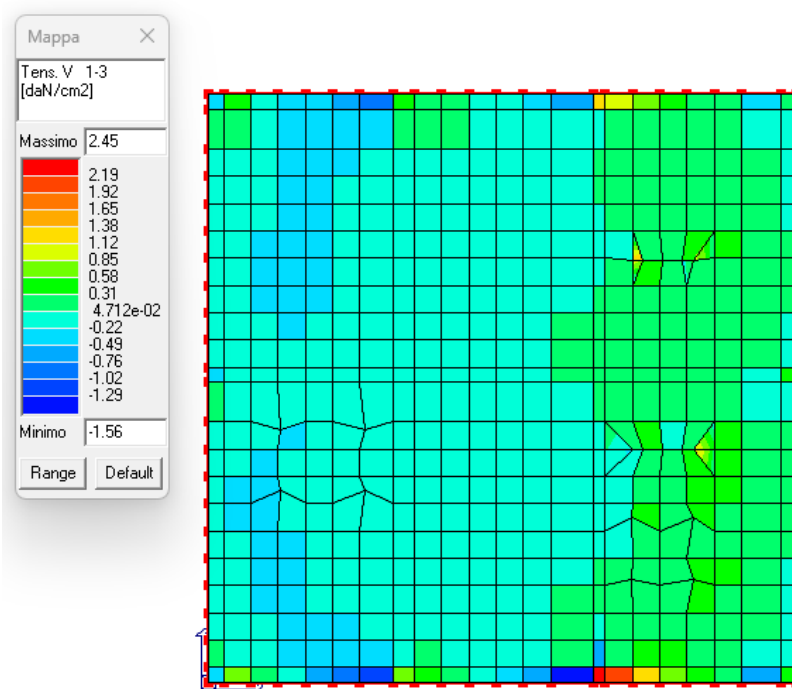 Mappa
Tens. V 1-3
[daN/cm2]
Massimo 2.45
2.19
1.92
1.65
1.38
1.12
0.85
0.58
0.31
4.712e-02
-0.22
-0.49
-0.76
-1.02
-1.29
Minimo -1.56
Range Default